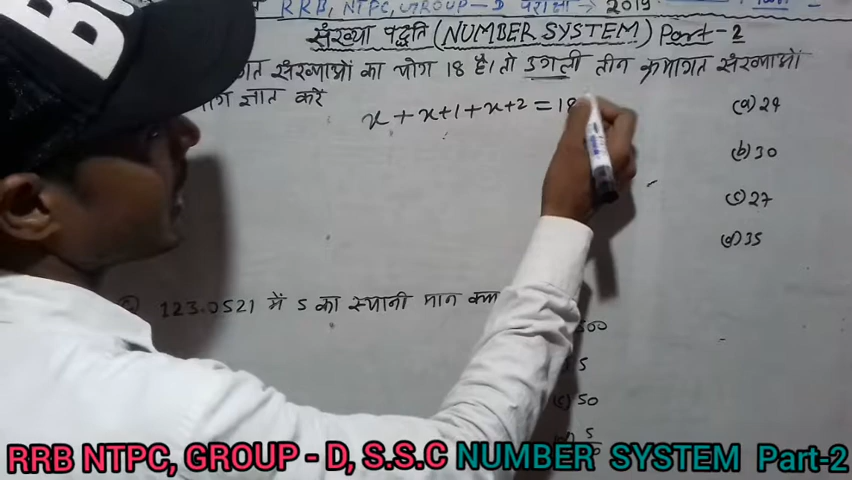 RRB, NTPC, GROUP-D परीक्षा → 2019
संख्या पद्धति (NUMBER SYSTEM) Part-2
संख्याओं का योग 18 है। तो अगली तीन क्रमागत संख्याओं
ज्ञात करें
x + x+1 + x+2 = 18
(a) 24
(b) 30
(c) 27
(d) 35
123.0521 में 5 का स्थानी मान
500
5
50
RRB NTPC, GROUP - D, S.S.C NUMBER SYSTEM Part-2